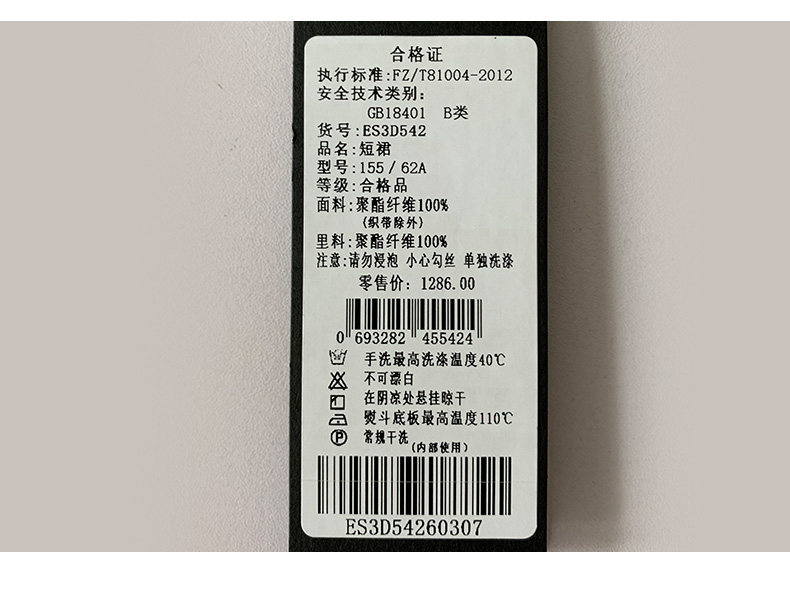 合格证
执行标准:FZ/T81004-2012
安全技术类别:
GB18401 B类
货号:ES3D542
品名:短裙
型号:155/62A
等级:合格品
面料:聚酯纤维100%
(织带除外)
里料:聚酯纤维100%
注意:请勿浸泡 小心勾丝 单独洗涤
零售价: 1286.00
0 693282 455424
手洗最高洗涤温度40℃
不可漂白
在阴凉处悬挂晾干
熨斗底板最高温度110℃
P 常规干洗
(内部使用)
ES3D54260307